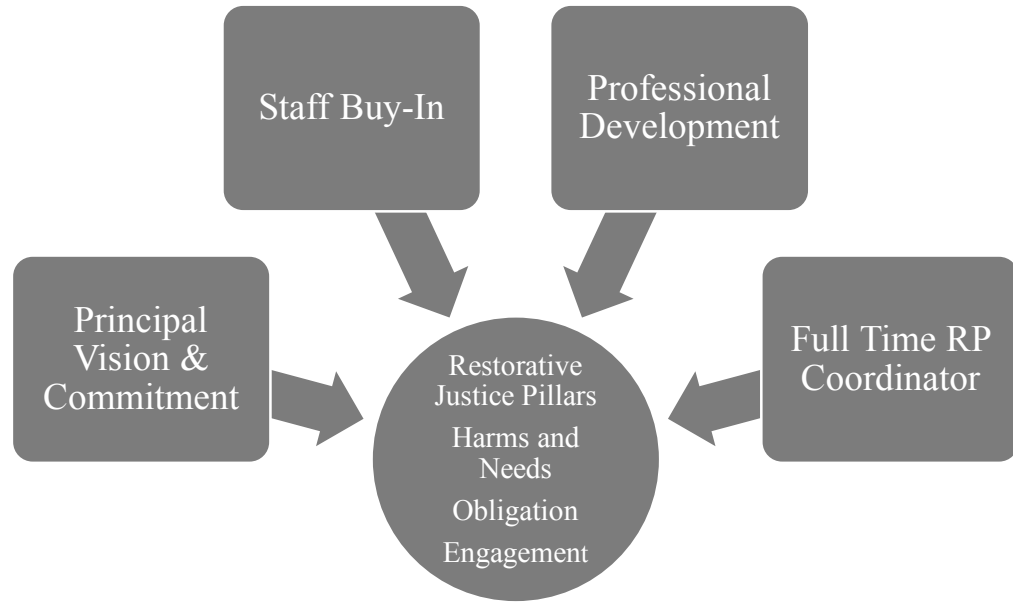 Staff Buy-In
Professional
Development
Principal
Vision &
Commitment
Full Time RP
Coordinator
Restorative
Justice Pillars
Harms and
Needs
Obligation
Engagement